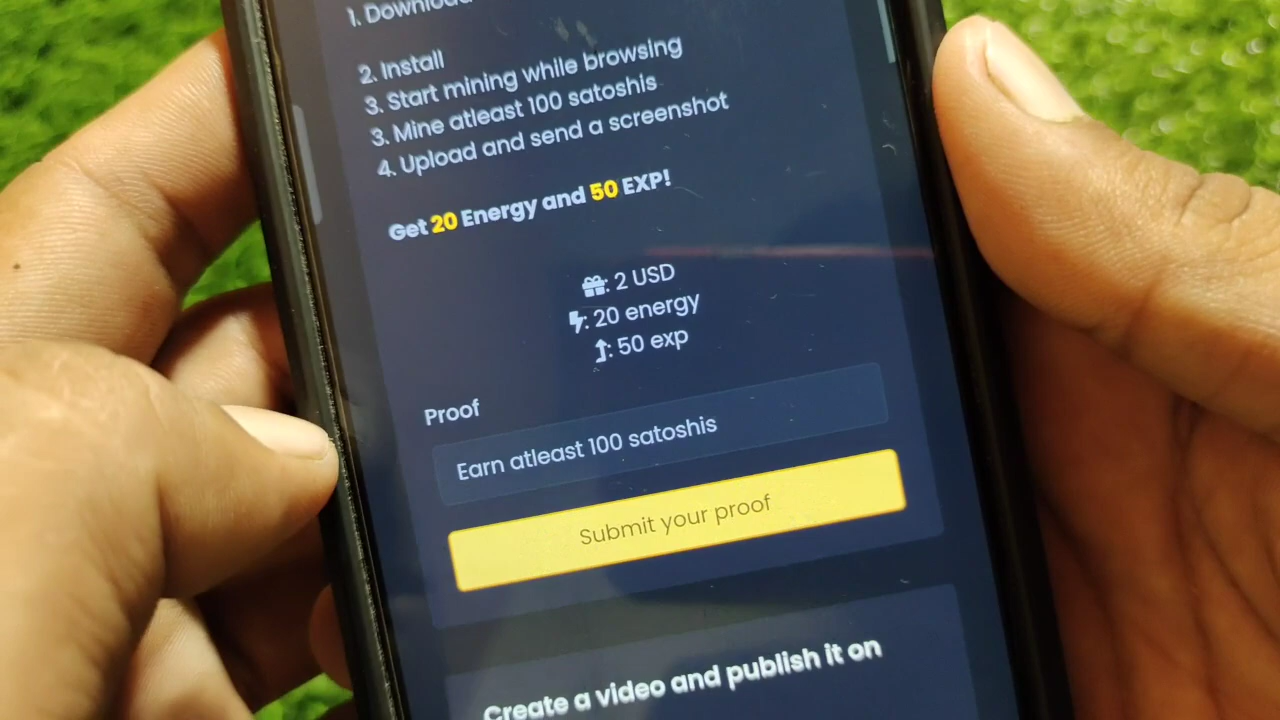 1. Download
2. Install
3. Start mining while browsing
3. Mine atleast 100 satoshis
4. Upload and send a screenshot
Get 20 Energy and 50 EXP!
: 2 USD
: 20 energy
: 50 exp
Proof
Earn atleast 100 satoshis
Submit your proof
Create a video and publish it on